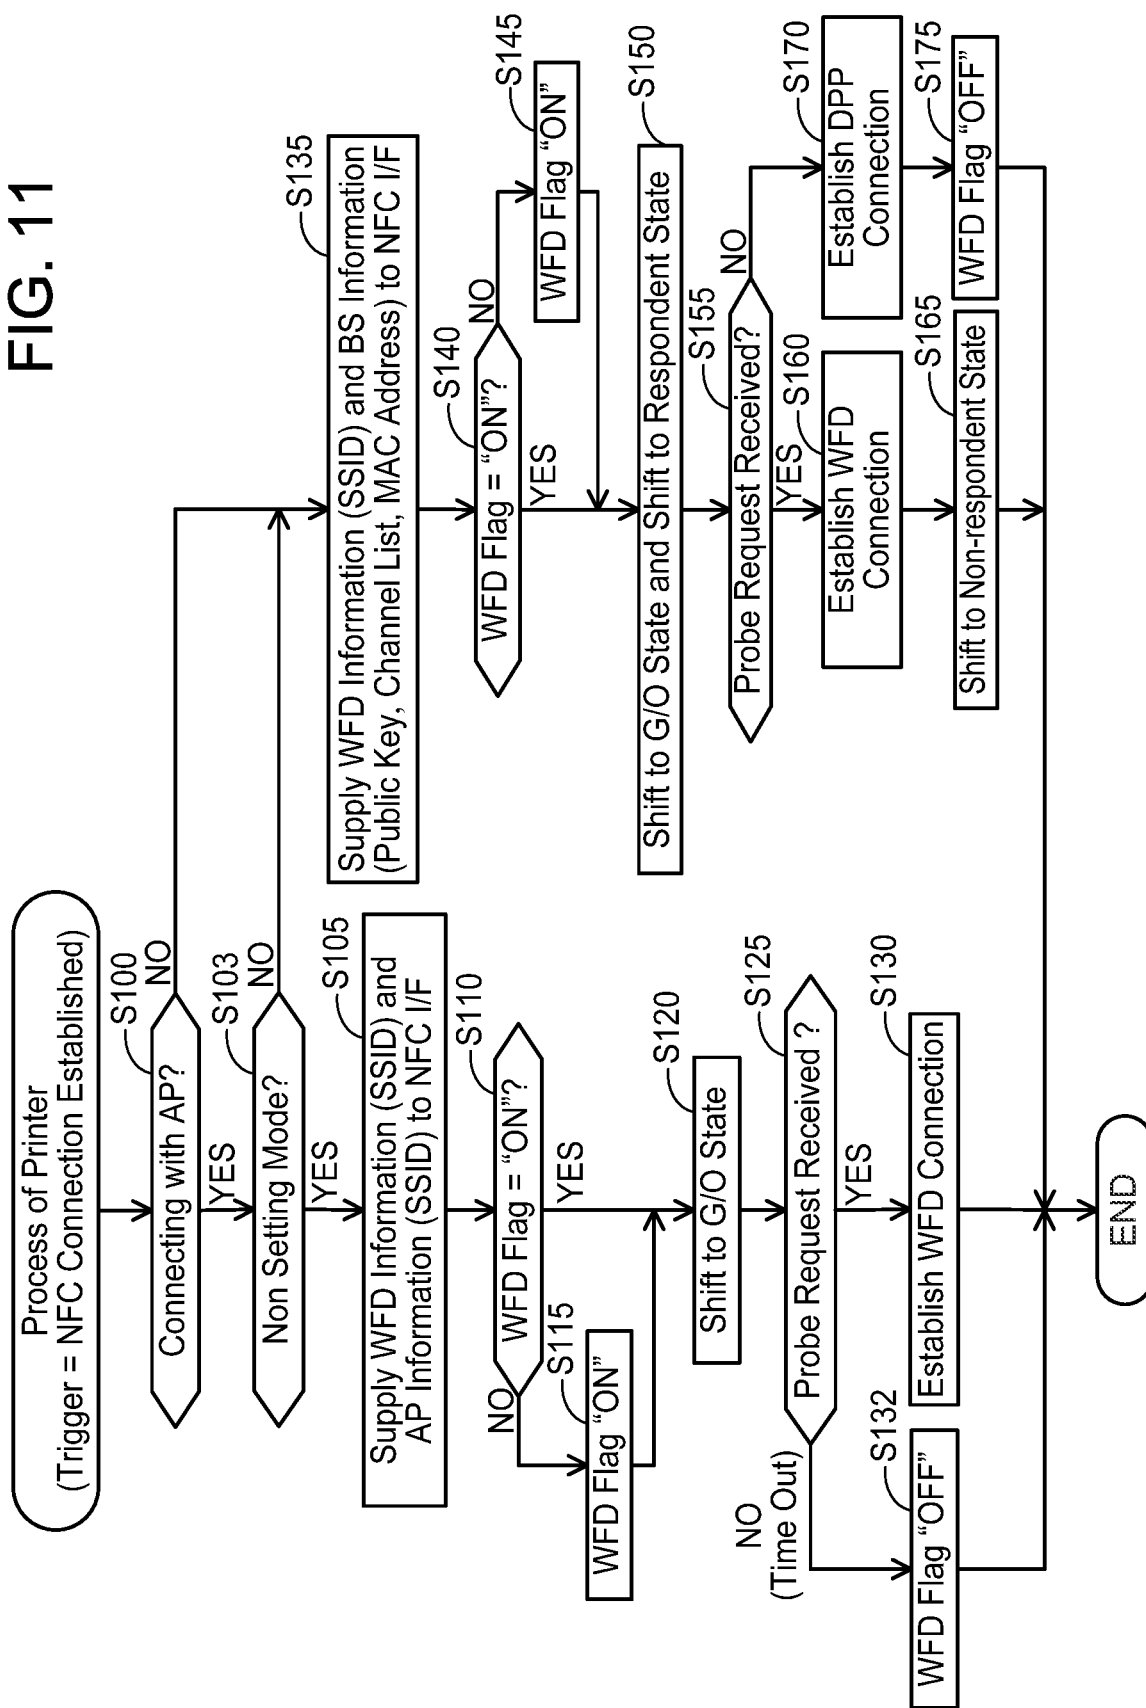 FIG. 11
Process of Printer
(Trigger = NFC Connection Established)
S100
Connecting with AP?
NO
YES
S103
Non Setting Mode?
NO
YES
S105
Supply WFD Information (SSID) and
AP Information (SSID) to NFC I/F
S110
WFD Flag = “ON”?
NO
YES
S115
WFD Flag “ON”
S120
Shift to G/O State
S125
Probe Request Received ?
NO
(Time Out)
YES
S132
WFD Flag “OFF”
S130
Establish WFD Connection
S135
Supply WFD Information (SSID) and BS Information
(Public Key, Channel List, MAC Address) to NFC I/F
S140
WFD Flag = “ON”?
NO
YES
S145
WFD Flag “ON”
S150
Shift to G/O State and Shift to Respondent State
S155
Probe Request Received?
NO
YES
S160
Establish WFD
Connection
S165
Shift to Non-respondent State
S170
Establish DPP
Connection
S175
WFD Flag “OFF”
END